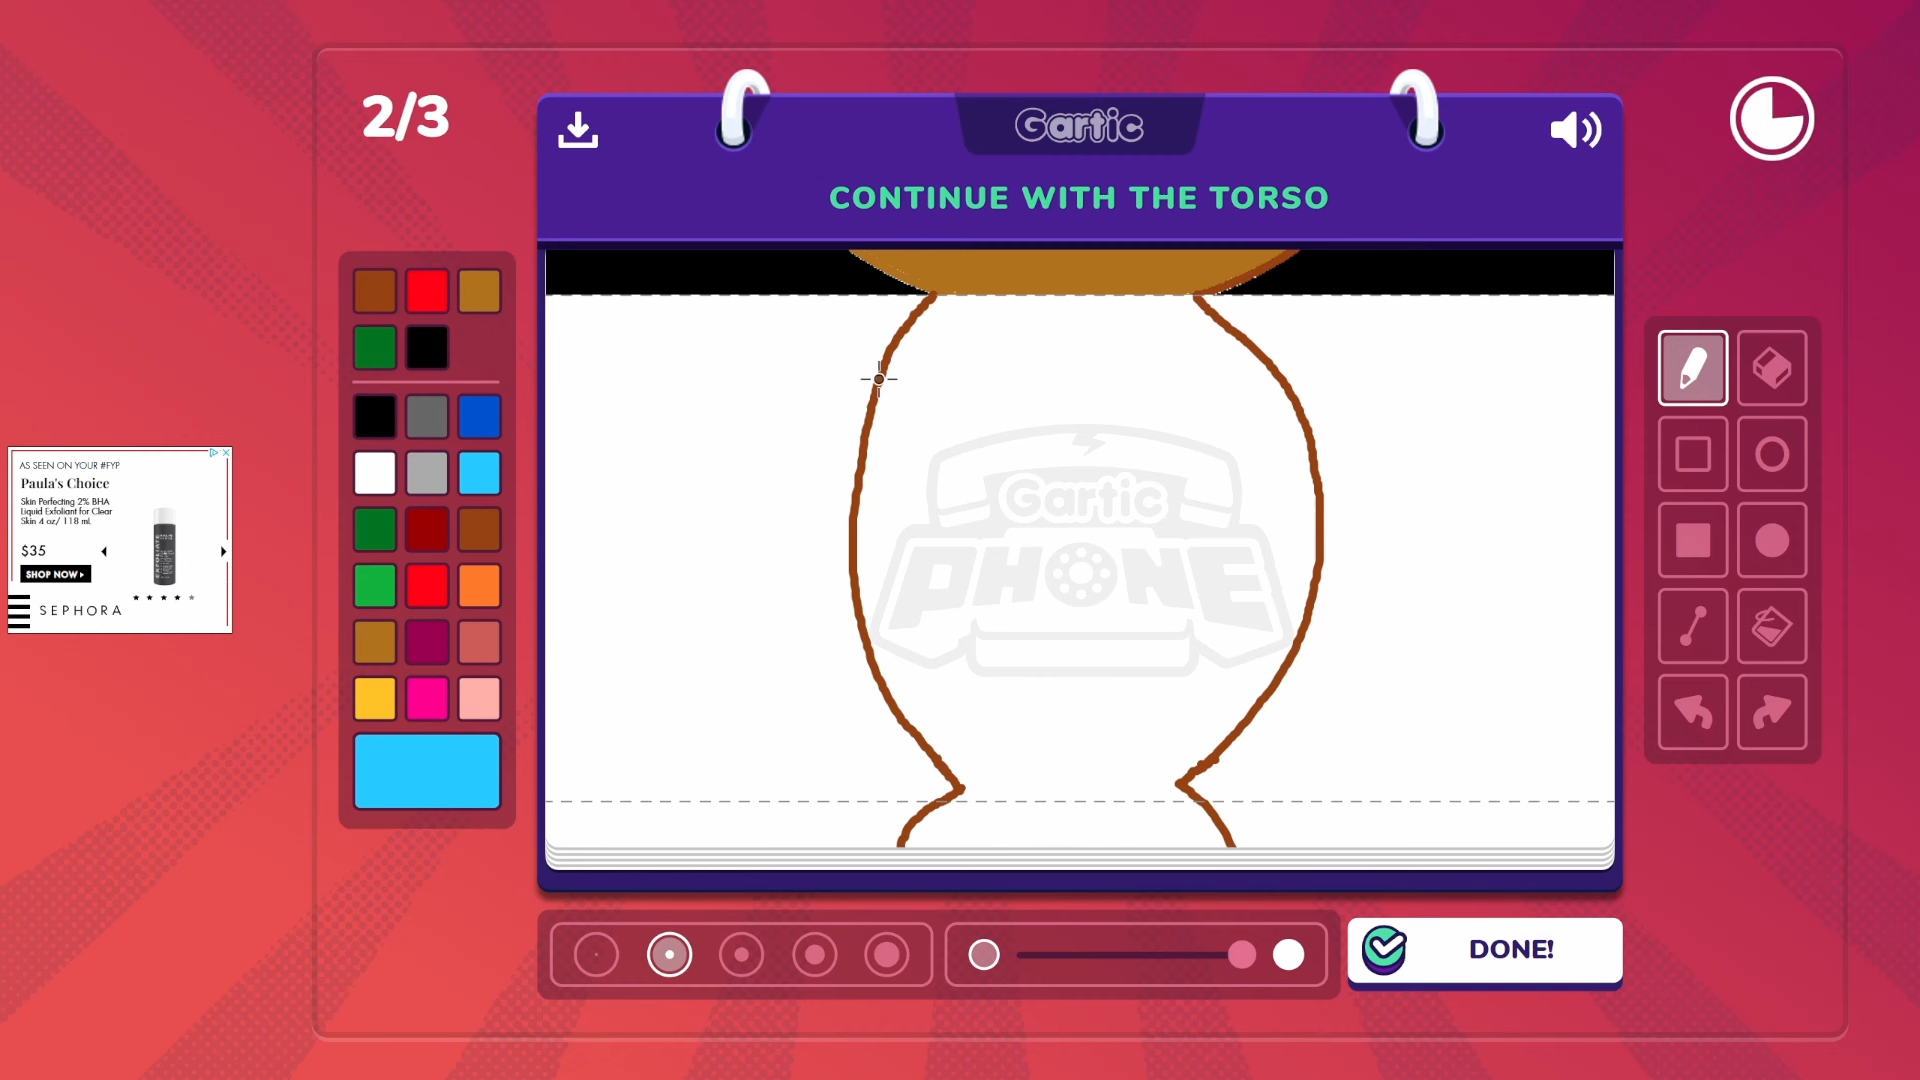 2/3
Gartic
CONTINUE WITH THE TORSO
AS SEEN ON YOUR #FYP
Paula's Choice
Skin Perfecting 2% BHA
Liquid Exfoliant for Clear
Skin 4 oz/ 118 ml
$35
SHOP NOW
SEPHORA
Gartic
PHONE
DONE!